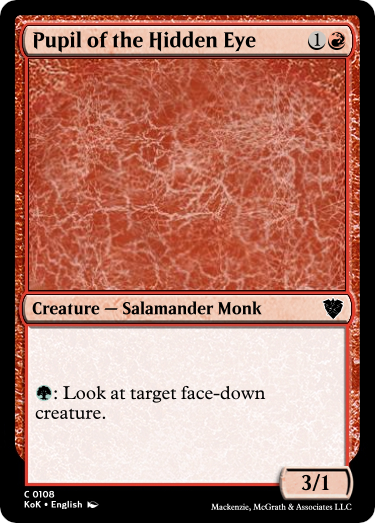 Pupil of the Hidden Eye 1
Creature — Salamander Monk
: Look at target face-down
creature.
3/1
C 0108
KoK • English
Mackenzie, McGrath & Associates LLC